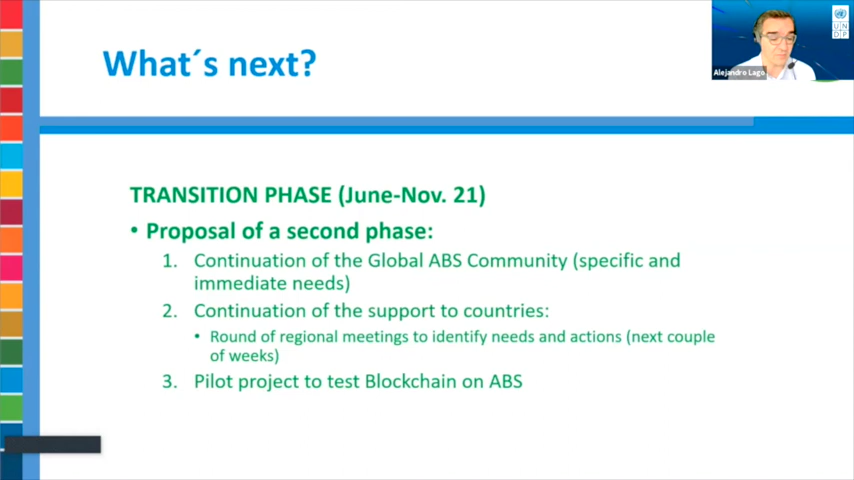 What´s next?
Alejandro Lago
U N
D P
TRANSITION PHASE (June-Nov. 21)
• Proposal of a second phase:
1. Continuation of the Global ABS Community (specific and
immediate needs)
2. Continuation of the support to countries:
• Round of regional meetings to identify needs and actions (next couple
of weeks)
3. Pilot project to test Blockchain on ABS